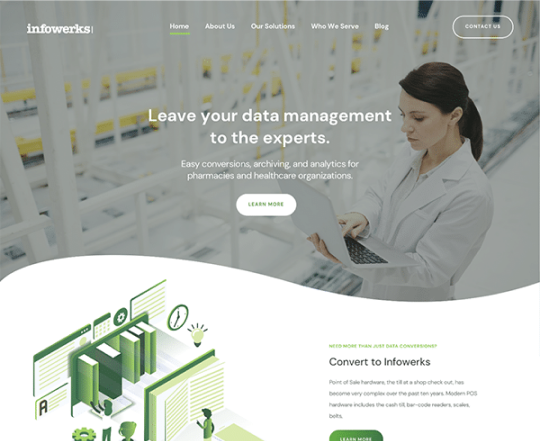 infowerks
Home About Us Our Solutions Who We Serve Blog
CONTACT US
Leave your data management
to the experts.
Easy conversions, archiving, and analytics for
pharmacies and healthcare organizations.
LEARN MORE
NEED MORE THAN JUST DATA CONVERSIONS?
Convert to Infowerks
Point of Sale hardware, the till at a shop check out, has
become very complex over the past ten years. Modern POS
hardware includes the cash till, bar-code readers, scales,
belts,
A
LEARN MORE